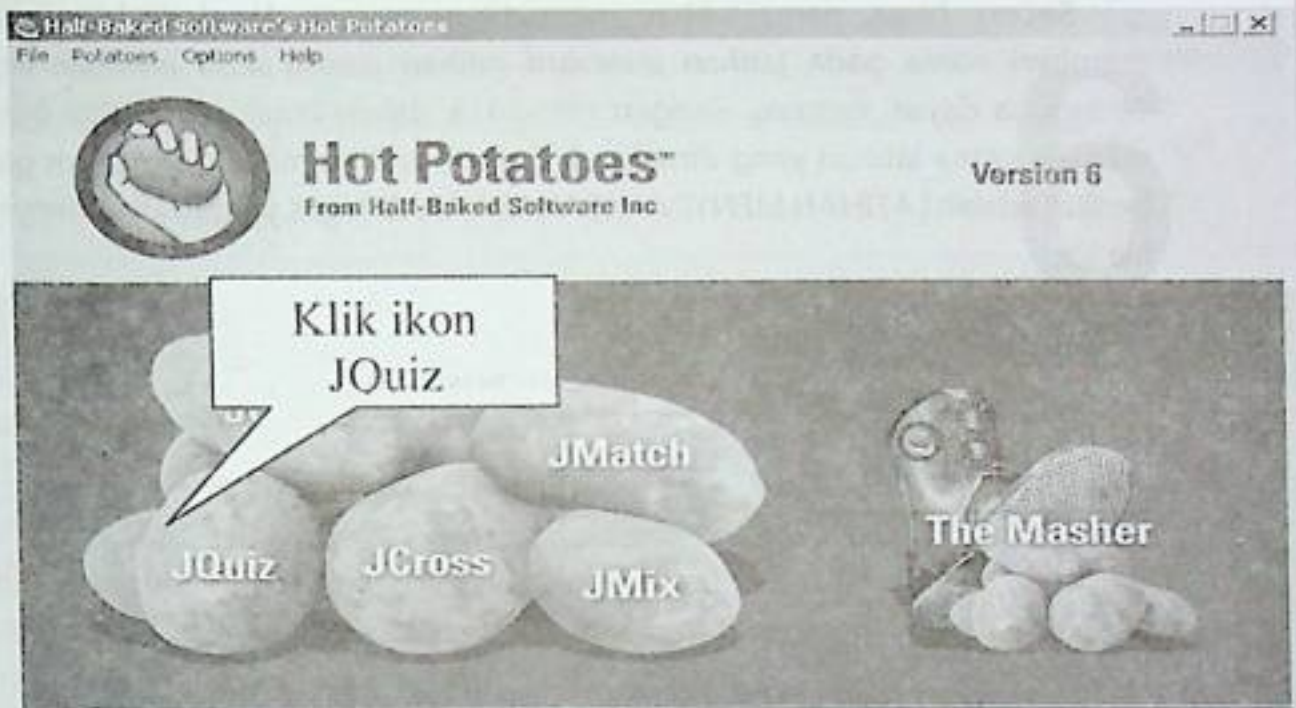 Half-Baked Software's Hot Potatoes
File Potatoes Options Help
Hot Potatoes™
From Half-Baked Software Inc
Version 6
Klik ikon
JQuiz
JMatch
The Masher
JQuiz
JCross
JMix